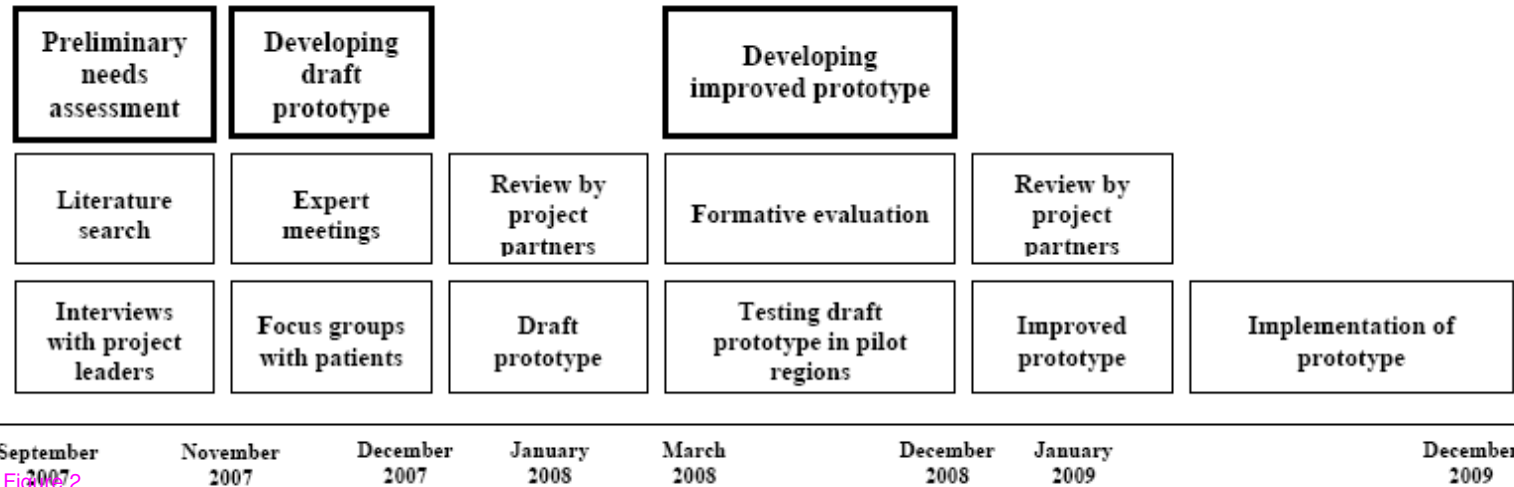 Preliminary
needs
assessment
Developing
draft
prototype
Developing
improved prototype
Literature
search
Expert
meetings
Review by
project
partners
Formative evaluation
Review by
project
partners
Interviews
with project
leaders
Focus groups
with patients
Draft
prototype
Testing draft
prototype in pilot
regions
Improved
prototype
Implementation of
prototype
September
2007
November
2007
December
2007
January
2008
March
2008
December
2008
January
2009
December
2009
Figure 2